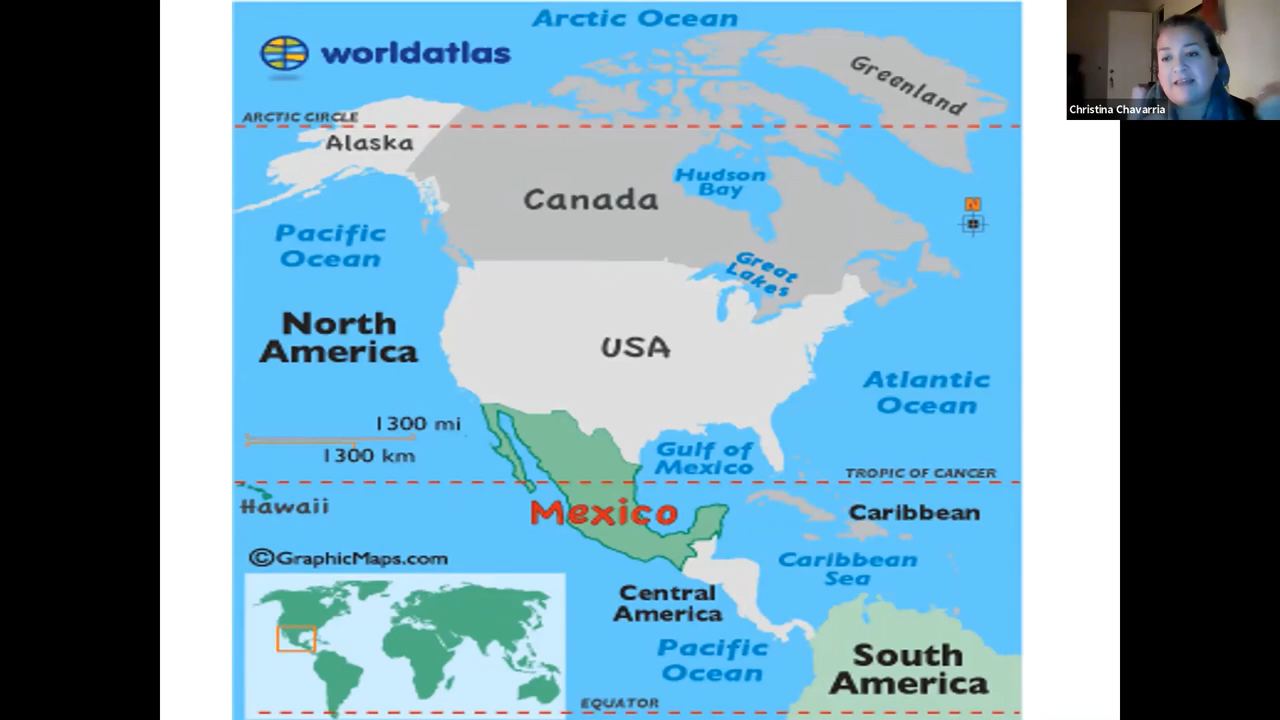 Arctic Ocean
worldatlas
Greenland
Christina Chavarria
ARCTIC CIRCLE
Alaska
Hudson
Bay
Canada
N
Pacific
Ocean
Great
Lakes
North
America
USA
Atlantic
Ocean
1300 mi
1300 km
Gulf of
Mexico
TROPIC OF CANCER
Hawaii
Mexico
Caribbean
©GraphicMaps.com
Caribbean
Sea
Central
America
Pacific
Ocean
South
America
EQUATOR